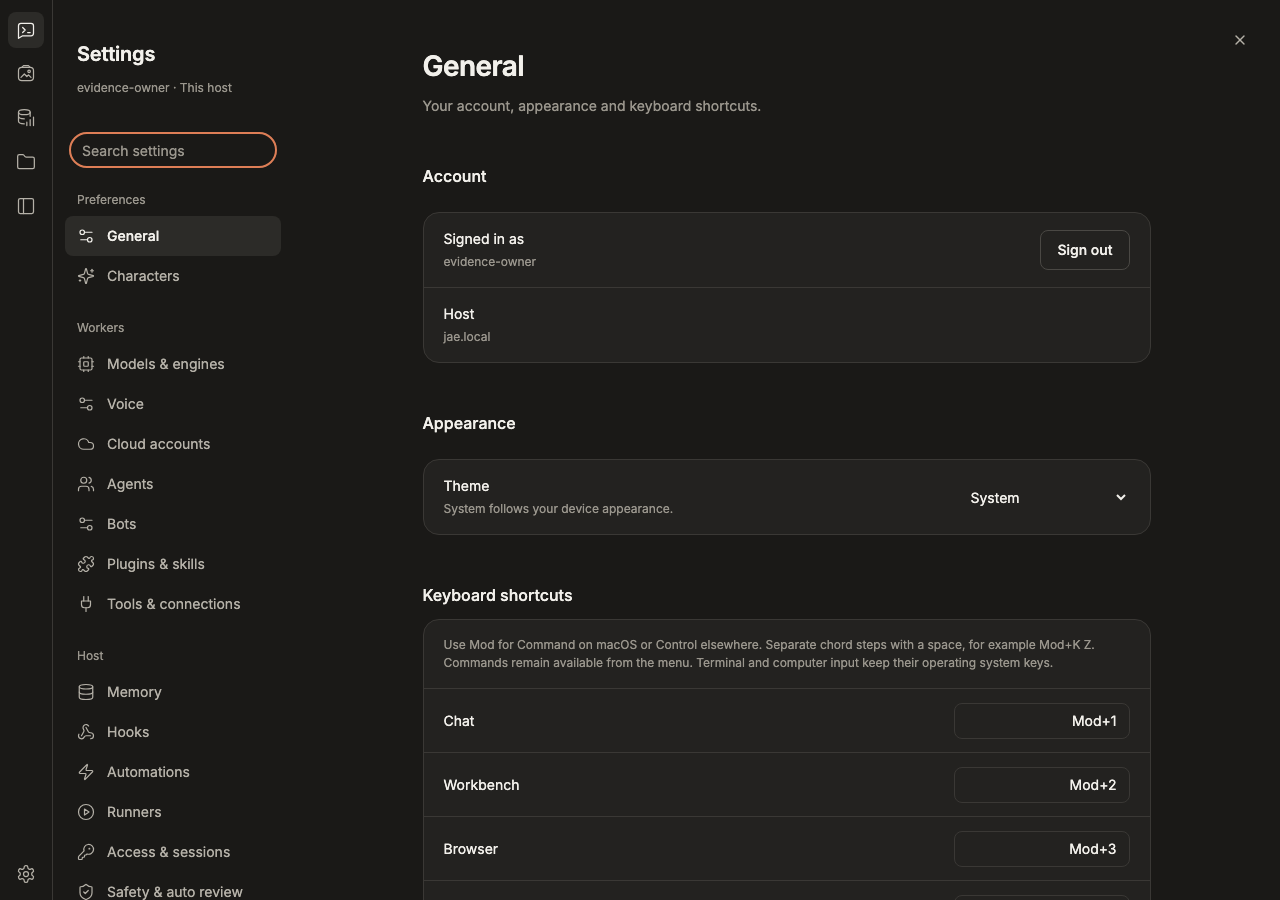 Settings
evidence-owner · This host
Search settings
Preferences
General
Characters
Workers
Models & engines
Voice
Cloud accounts
Agents
Bots
Plugins & skills
Tools & connections
Host
Memory
Hooks
Automations
Runners
Access & sessions
Safety & auto review
General
Your account, appearance and keyboard shortcuts.
Account
Signed in as
evidence-owner
Sign out
Host
jae.local
Appearance
Theme
System follows your device appearance.
System
Keyboard shortcuts
Use Mod for Command on macOS or Control elsewhere. Separate chord steps with a space, for example Mod+K Z.
Commands remain available from the menu. Terminal and computer input keep their operating system keys.
Chat
Mod+1
Workbench
Mod+2
Browser
Mod+3